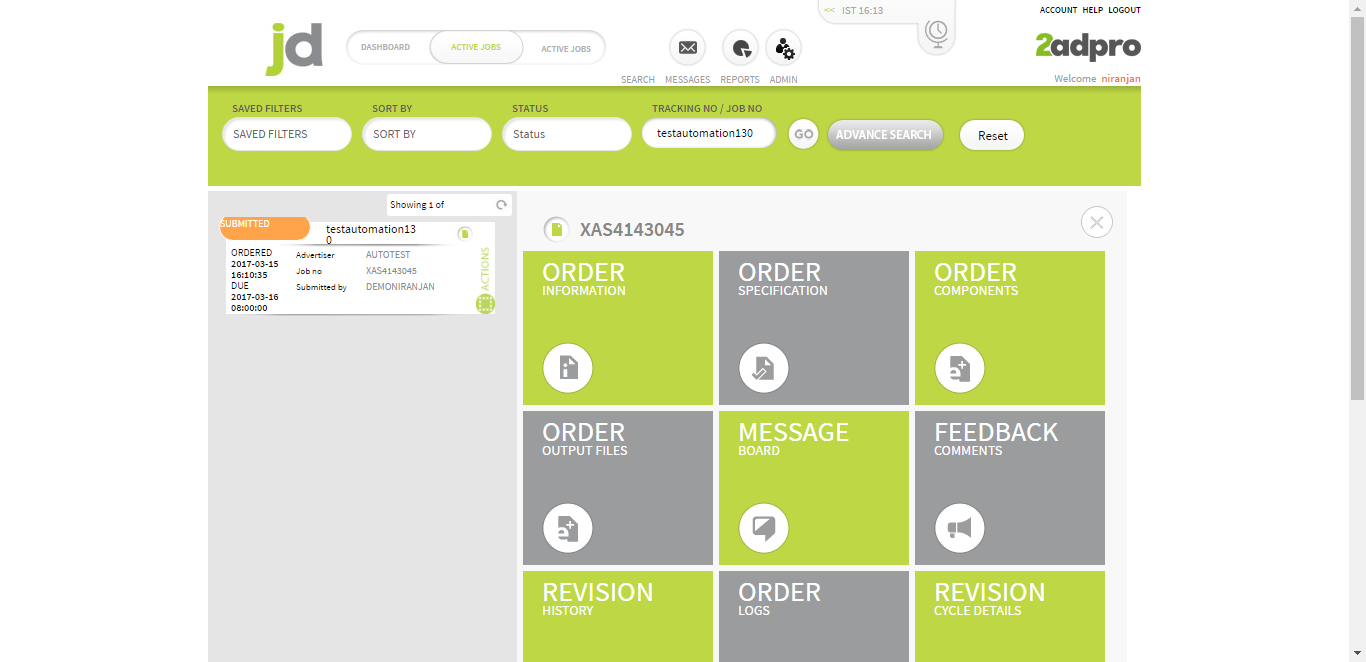 << IST 16:13
ACCOUNT HELP LOGOUT
jd
DASHBOARD
ACTIVE JOBS
ACTIVE JOBS
2adpro
SEARCH MESSAGES REPORTS ADMIN
Welcome niranjan
SAVED FILTERS
SORT BY
STATUS
TRACKING NO / JOB NO
SAVED FILTERS
SORT BY
Status
testautomation130
GO
ADVANCE SEARCH
Reset
Showing 1 of
SUBMITTED
testautomation13
0
ORDERED
2017-03-15
16:10:35
DUE
2017-03-16
08:00:00
Advertiser AUTOTEST
Job no XAS4143045
Submitted by DEMONIRANJAN
ACTIONS
XAS4143045
ORDER
INFORMATION
ORDER
SPECIFICATION
ORDER
COMPONENTS
ORDER
OUTPUT FILES
MESSAGE
BOARD
FEEDBACK
COMMENTS
REVISION
HISTORY
ORDER
LOGS
REVISION
CYCLE DETAILS